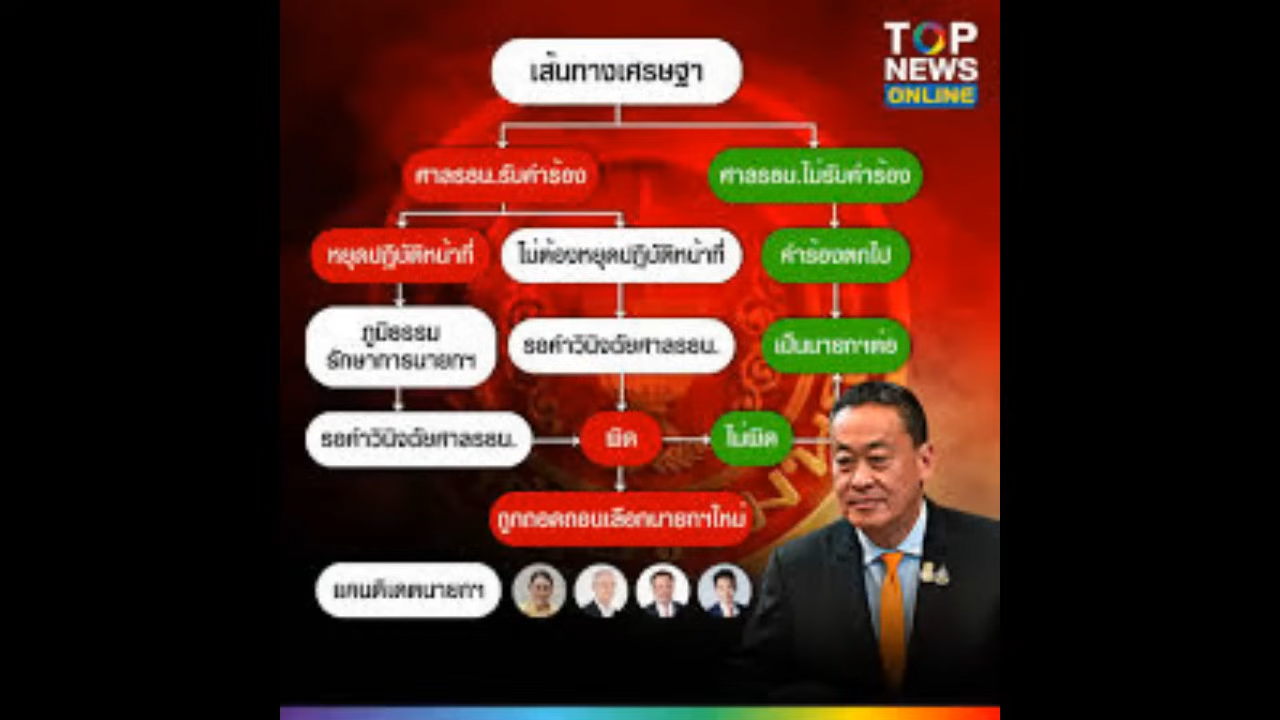 TOP
NEWS
ONLINE
เส้นทางเศรษฐา
ศาลรธน.รับคำร้อง
ศาลรธน.ไม่รับคำร้อง
หยุดปฏิบัติหน้าที่
ไม่ต้องหยุดปฏิบัติหน้าที่
คำร้องตกไป
ภูมิธรรม
รักษาการนายกฯ
รอคำวินิจฉัยศาลรธน.
เป็นนายกฯต่อ
รอคำวินิจฉัยศาลรธน.
ผิด
ไม่ผิด
ถูกถอดถอนเลือกนายกฯใหม่
แคนดิเดตนายกฯ